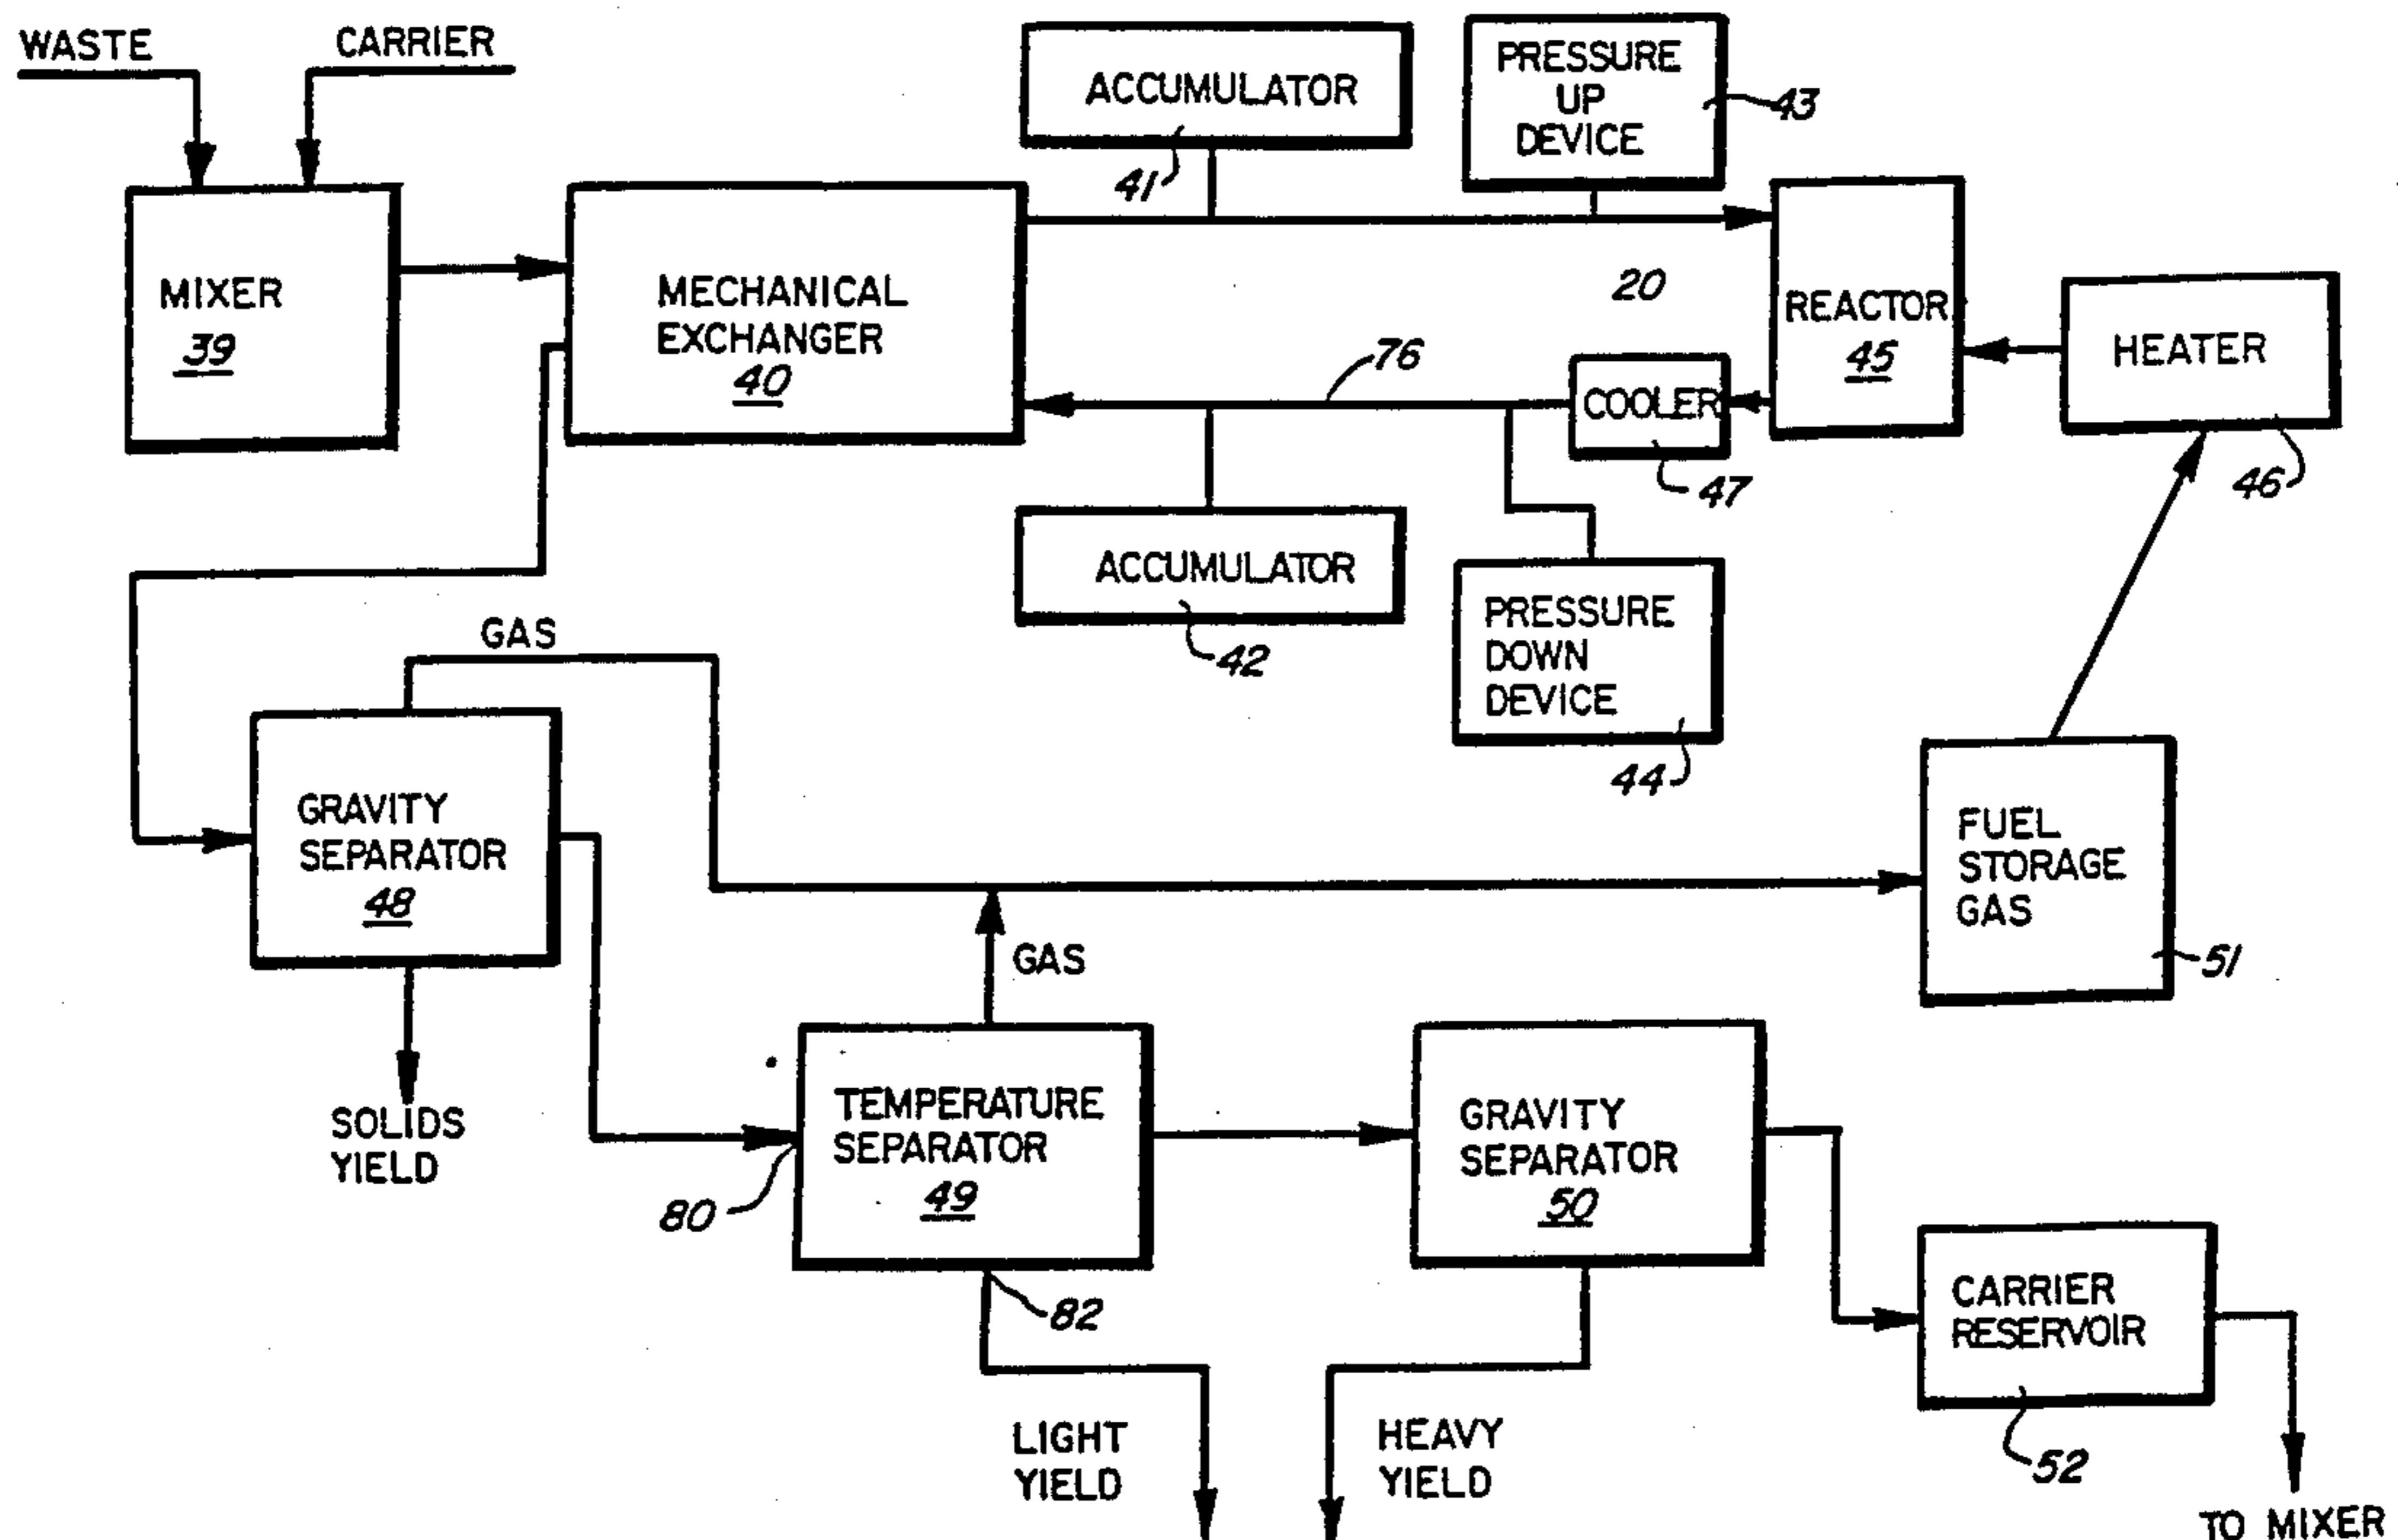 WASTE
CARRIER
MIXER
39
MECHANICAL
EXCHANGER
40
ACCUMULATOR
41
PRESSURE
UP
DEVICE
43
20
REACTOR
45
HEATER
46
76
COOLER
47
ACCUMULATOR
42
PRESSURE
DOWN
DEVICE
44
GAS
GRAVITY
SEPARATOR
48
SOLIDS
YIELD
GAS
FUEL
STORAGE
GAS
51
TEMPERATURE
SEPARATOR
49
80
82
GRAVITY
SEPARATOR
50
CARRIER
RESERVOIR
52
LIGHT
YIELD
HEAVY
YIELD
TO MIXER